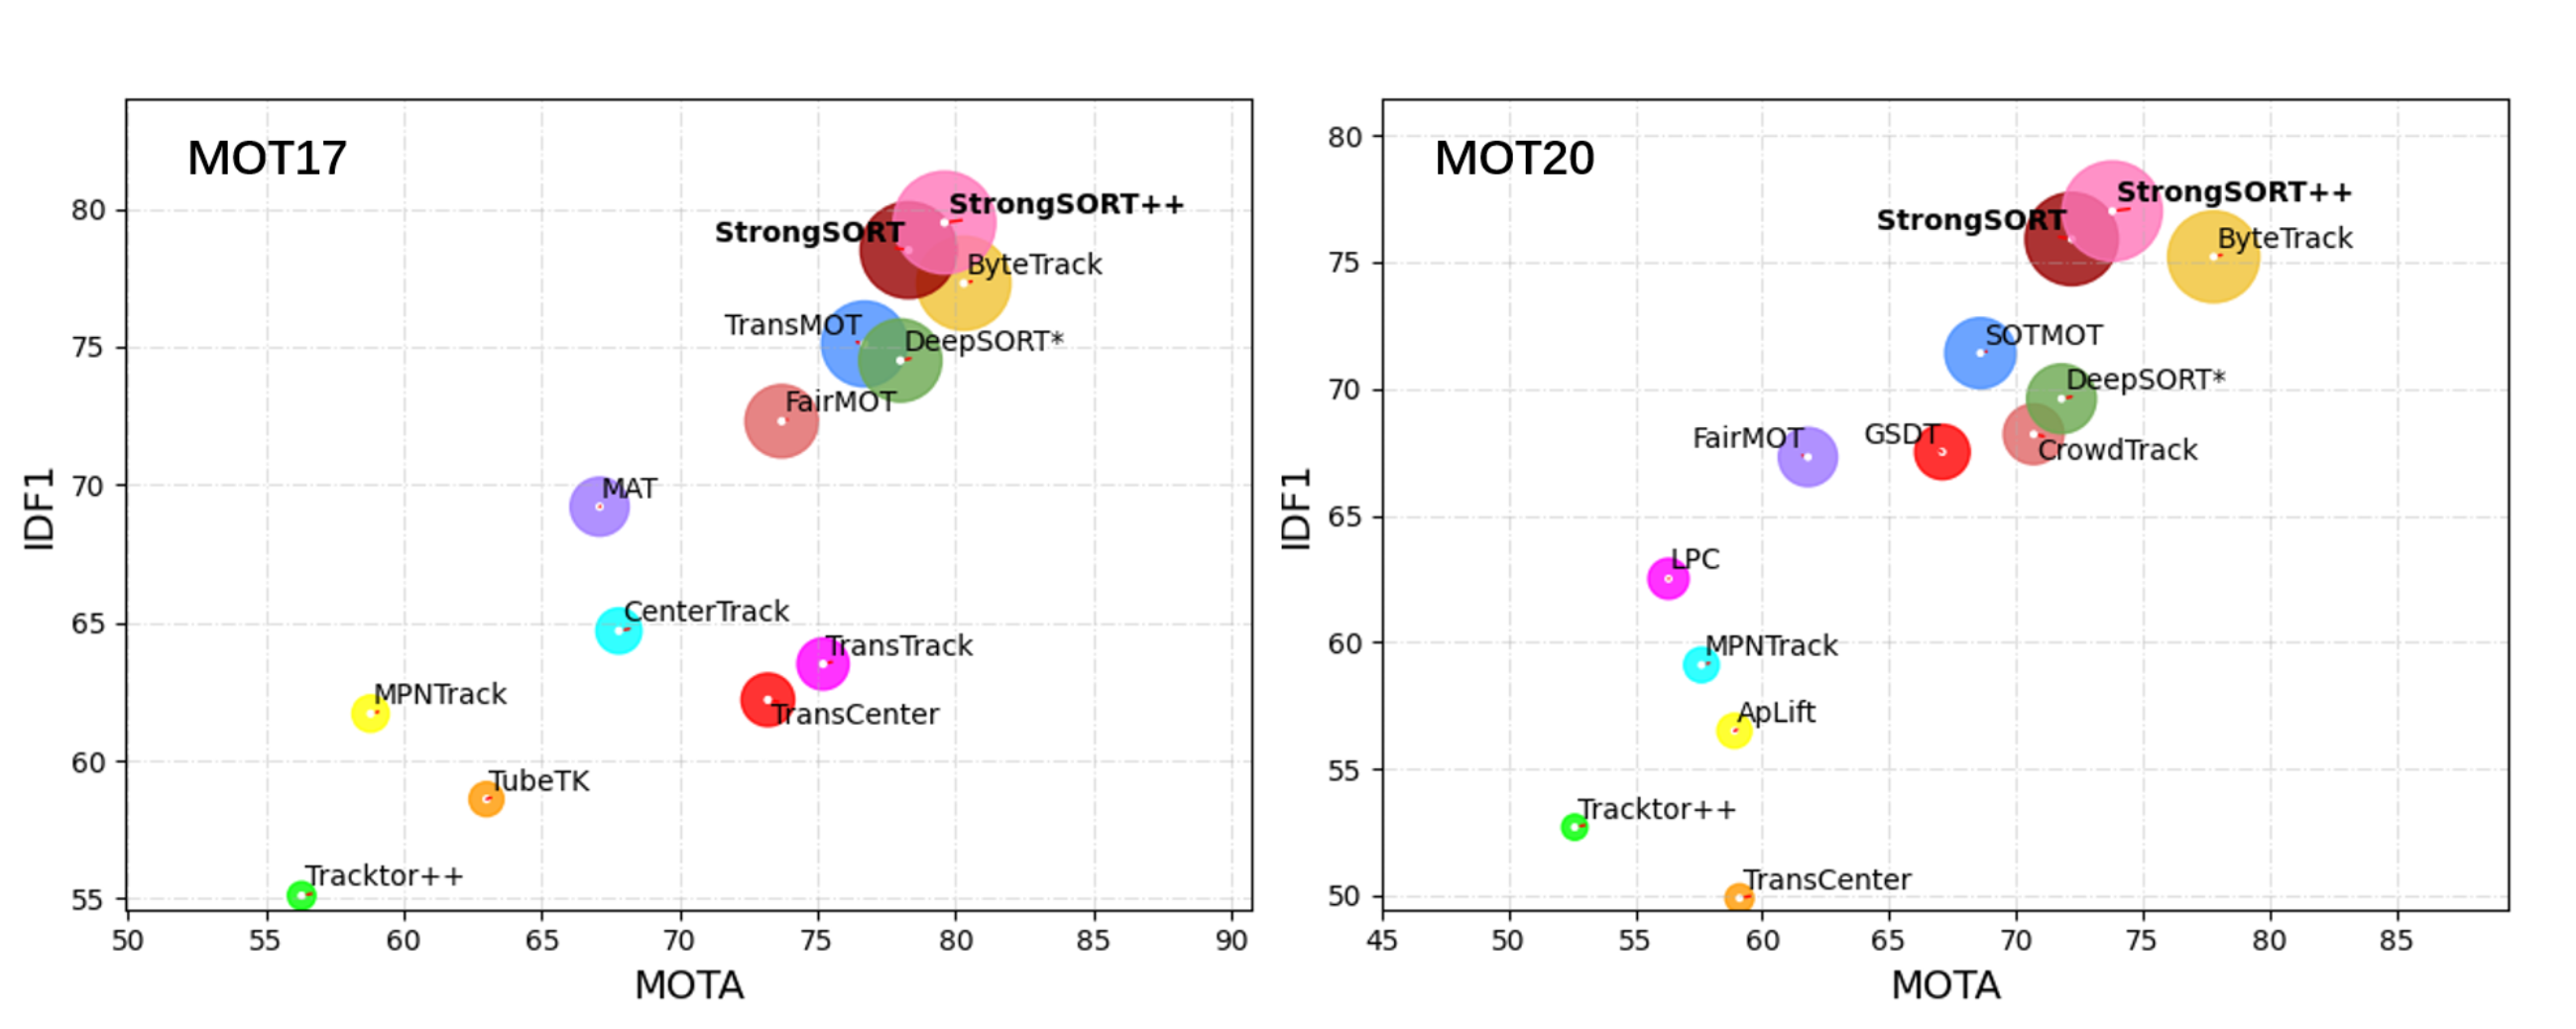 MOT17
StrongSORT++
StrongSORT
ByteTrack
TransMOT
DeepSORT*
FairMOT
MAT
CenterTrack
TransTrack
MPNTrack
TransCenter
TubeTK
Tracktor++
80
75
70
65
60
55
IDF1
50 55 60 65 70 75 80 85 90
MOTA
MOT20
StrongSORT++
StrongSORT
ByteTrack
SOTMOT
DeepSORT*
FairMOT
GSDT
CrowdTrack
LPC
MPNTrack
ApLift
Tracktor++
TransCenter
80
75
70
65
60
55
50
IDF1
45 50 55 60 65 70 75 80 85
MOTA